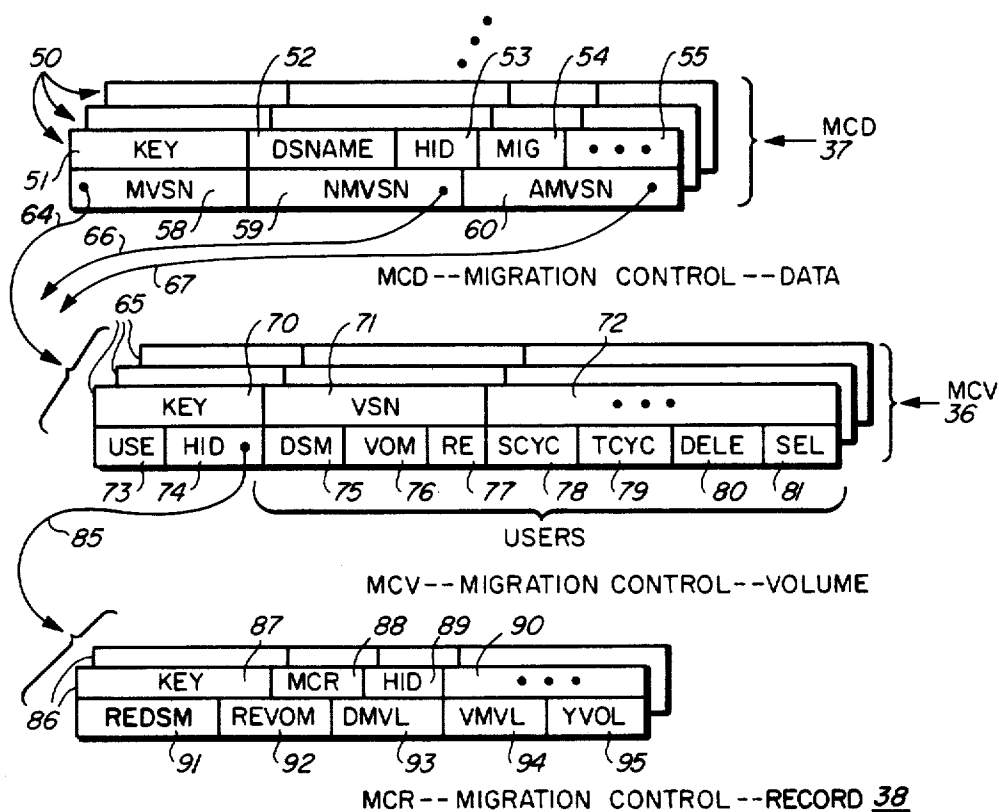 50 52 53 54 55
KEY DSNAME HID MIG • • •
MCD
37
51
MVSN NMVSN AMVSN
64 58 59 60
66
67
MCD--MIGRATION CONTROL--DATA
65 70 71 72
KEY VSN • • •
MCV
36
USE HID DSM VOM RE SCYC TCYC DELE SEL
73 74 75 76 77 78 79 80 81
85
USERS
MCV--MIGRATION CONTROL--VOLUME
87 88 89 90
KEY MCR HID • • •
86
REDSM REVOM DMVL VMVL YVOL
91 92 93 94 95
MCR--MIGRATION CONTROL--RECORD 38